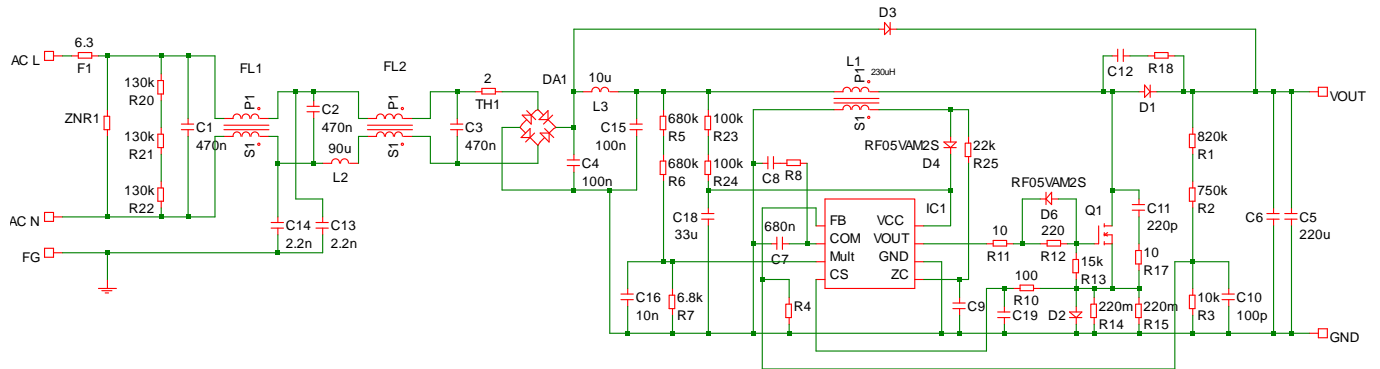 D3
AC L
6.3
F1
ZNR1
130k
R20
130k
R21
130k
R22
C1
470n
FL1
P1
S1
C2
470n
90u
L2
FL2
P1
S1
C3
470n
2
TH1
DA1
10u
L3
C15
100n
C4
100n
680k
R5
680k
R6
100k
R23
100k
R24
L1
230uH
P1
S1
C12
R18
D1
VOUT
RF05VAM2S
D4
22k
R25
C8
R8
C18
33u
680n
C7
IC1
FB
VCC
COM
VOUT
Mult
GND
CS
ZC
RF05VAM2S
D6
10
R11
220
R12
Q1
C11
220p
10
R17
820k
R1
750k
R2
C6
C5
220u
AC N
FG
C14
2.2n
C13
2.2n
C16
10n
6.8k
R7
R4
C9
100
R10
C19
15k
R13
D2
220m
R14
220m
R15
10k
R3
C10
100p
GND